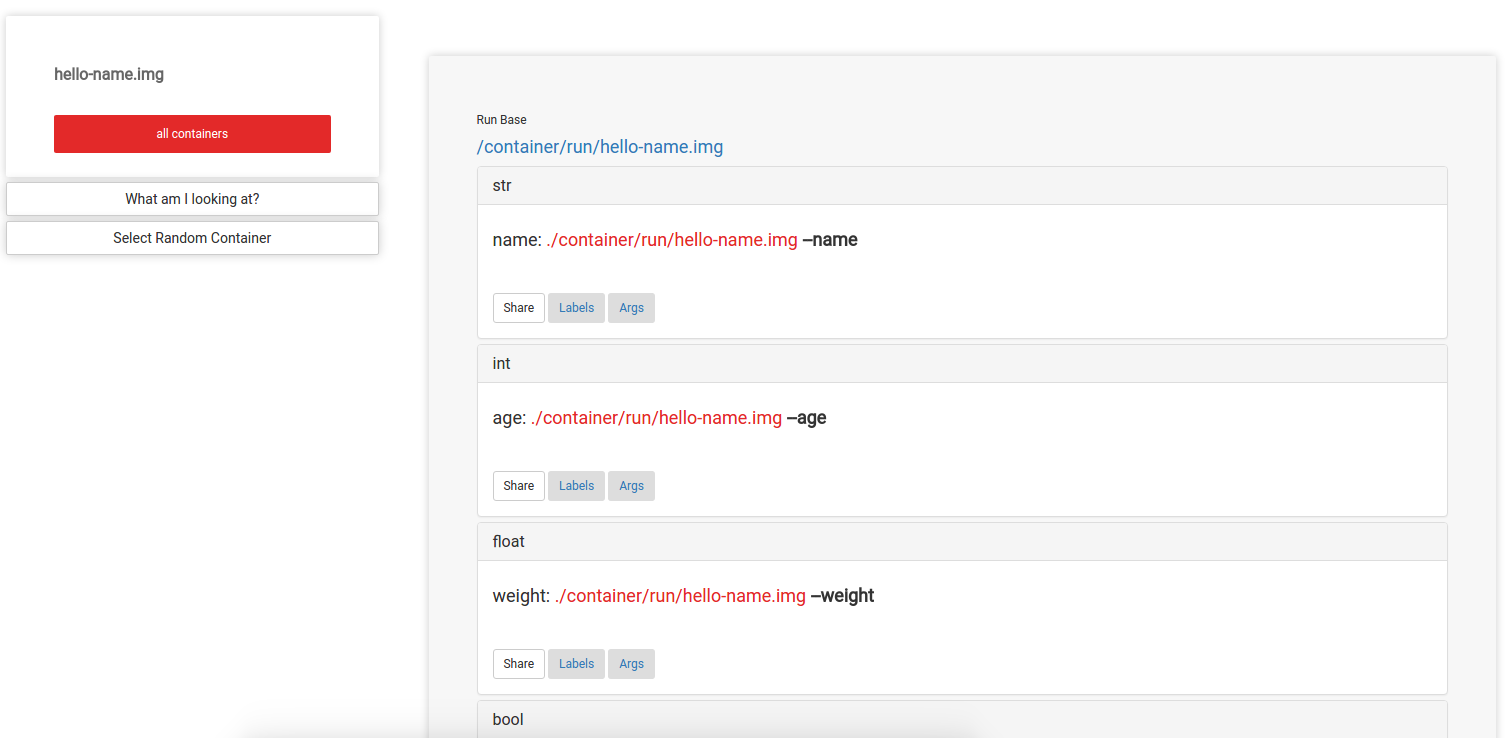 hello-name.img
all containers
What am I looking at?
Select Random Container
Run Base
/container/run/hello-name.img
str
name: ./container/run/hello-name.img --name
Share Labels Args
int
age: ./container/run/hello-name.img --age
Share Labels Args
float
weight: ./container/run/hello-name.img --weight
Share Labels Args
bool